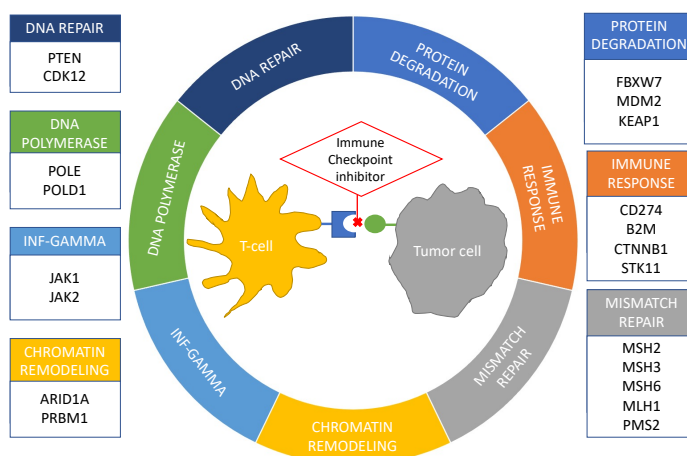 DNA REPAIR
PTEN
CDK12
DNA
POLYMERASE
POLE
POLD1
INF-GAMMA
JAK1
JAK2
CHROMATIN
REMODELING
ARID1A
PRBM1
DNA REPAIR
PROTEIN
DEGRADATION
IMMUNE
RESPONSE
MISMATCH
REPAIR
CHROMATIN
REMODELING
INF-GAMMA
DNA POLYMERASE
Immune
Checkpoint
inhibitor
T-cell
Tumor cell
PROTEIN
DEGRADATION
FBXW7
MDM2
KEAP1
IMMUNE
RESPONSE
CD274
B2M
CTNNB1
STK11
MISMATCH
REPAIR
MSH2
MSH3
MSH6
MLH1
PMS2